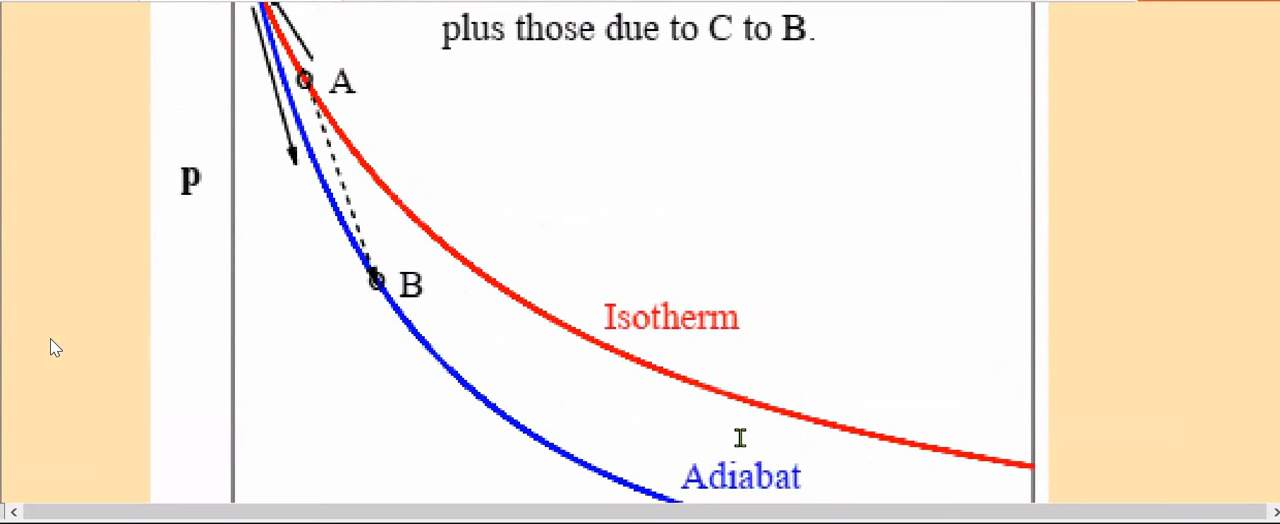 plus those due to C to B.
A
p
B
Isotherm
Adiabat